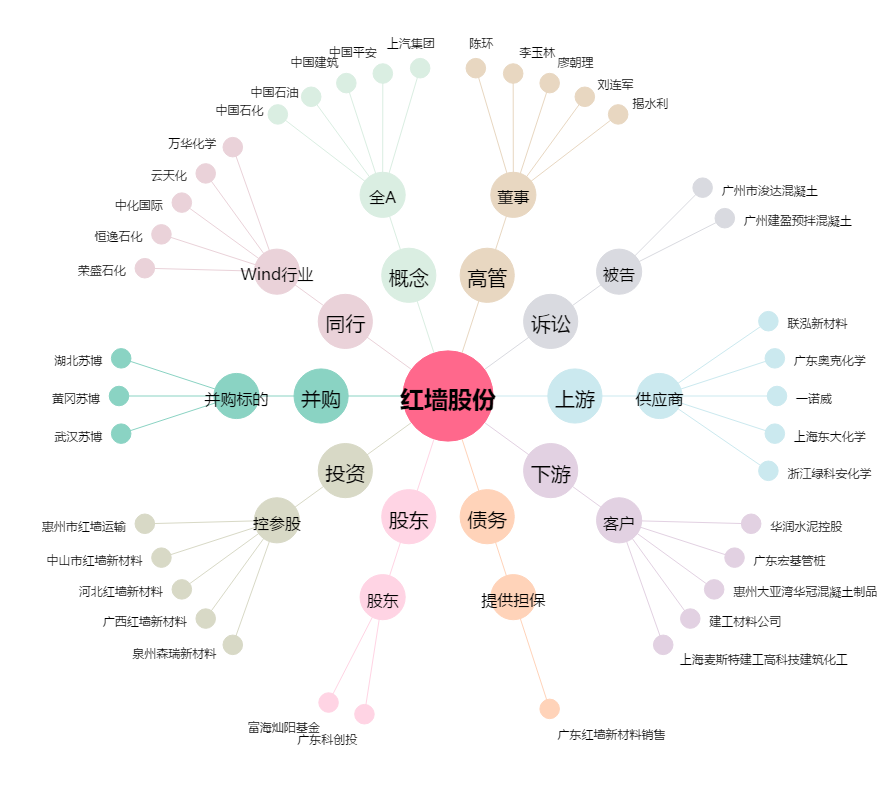 上汽集团
中国平安
中国建筑
中国石油
中国石化
陈环
李玉林
廖朝理
刘连军
揭水利
万华化学
云天化
中化国际
恒逸石化
荣盛石化
全A
董事
广州市浚达混凝土
广州建盈预拌混凝土
Wind行业
概念
高管
被告
同行
诉讼
湖北苏博
黄冈苏博
武汉苏博
并购标的
并购
红墙股份
上游
供应商
联泓新材料
广东奥克化学
一诺威
上海东大化学
浙江绿科安化学
投资
下游
控参股
股东
债务
客户
惠州市红墙运输
中山市红墙新材料
河北红墙新材料
广西红墙新材料
泉州森瑞新材料
华润水泥控股
广东宏基管桩
惠州大亚湾华冠混凝土制品
建工材料公司
上海麦斯特建工高科技建筑化工
股东
提供担保
富海灿阳基金
广东科创投
广东红墙新材料销售